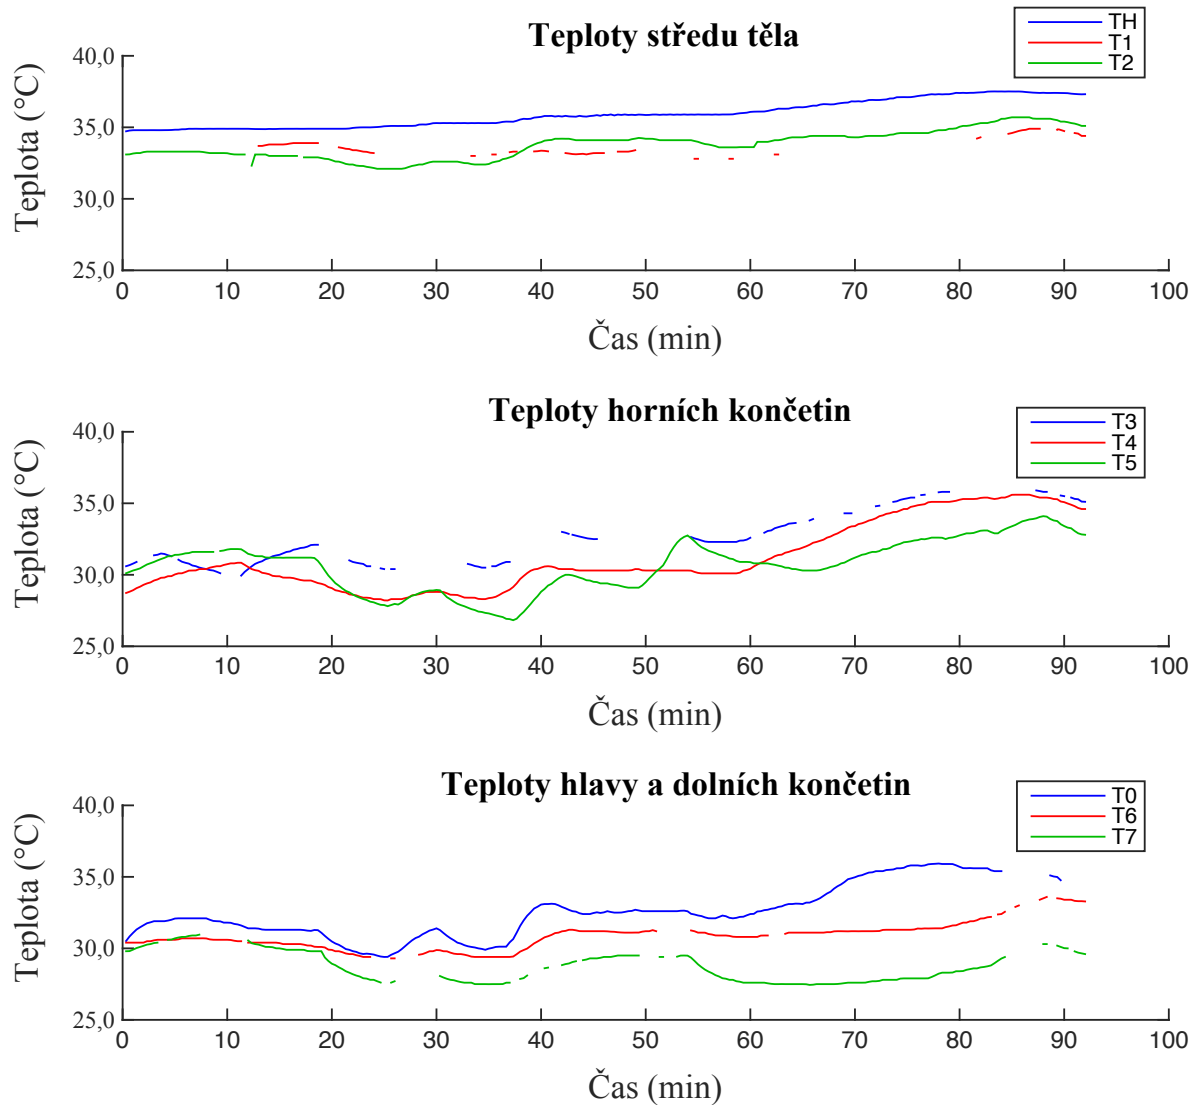 Teploty středu těla
TH
T1
T2
Teplota (°C)
40,0
35,0
30,0
25,0
0 10 20 30 40 50 60 70 80 90 100
Čas (min)
Teploty horních končetin
T3
T4
T5
Teplota (°C)
40,0
35,0
30,0
25,0
0 10 20 30 40 50 60 70 80 90 100
Čas (min)
Teploty hlavy a dolních končetin
T0
T6
T7
Teplota (°C)
40,0
35,0
30,0
25,0
0 10 20 30 40 50 60 70 80 90 100
Čas (min)